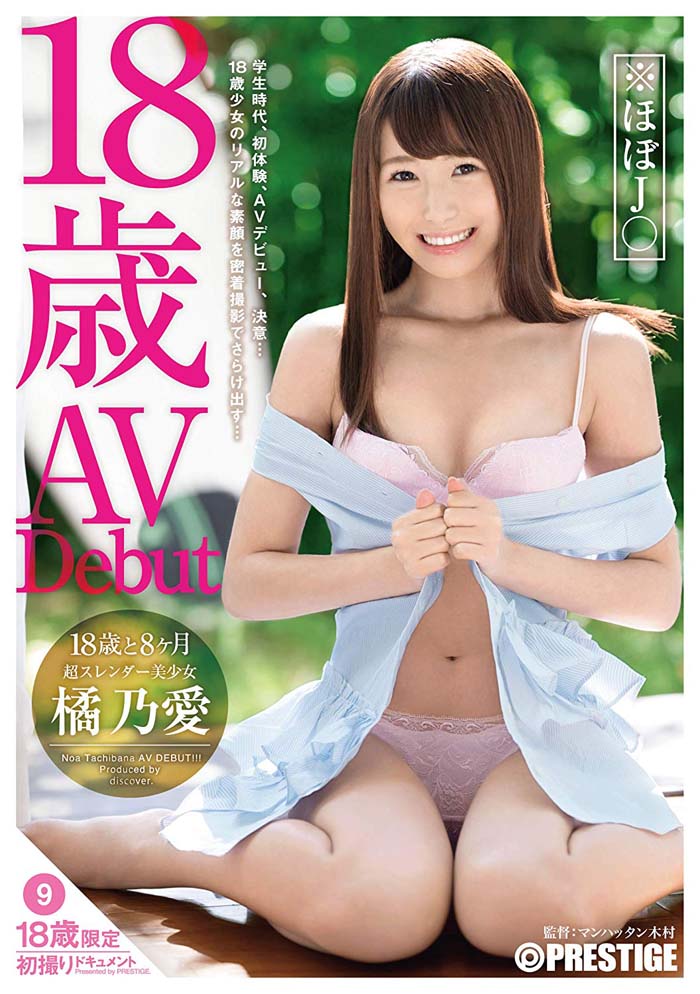 ※ほぼJ○
学生時代、初体験、AVデビュー、決意…
18歳少女のリアルな素顔を密着撮影でさらけ出す…
18歳
AV
Debut
18歳と8ヶ月
超スレンダー美少女
橘乃愛
Noa Tachibana AV DEBUT!!!
Produced by
discover.
9
18歳限定
初撮りドキュメント
Presented by PRESTIGE.
監督:マンハッタン木村
PRESTIGE